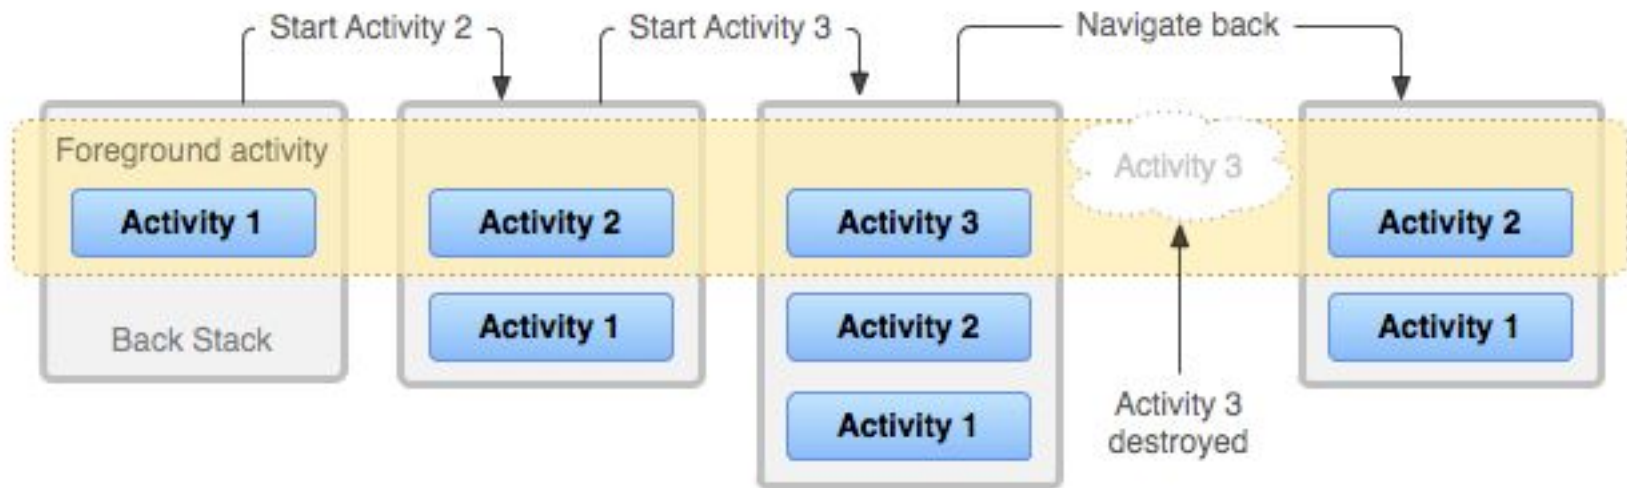 Start Activity 2
Start Activity 3
Navigate back
Foreground activity
Activity 1
Back Stack
Activity 2
Activity 1
Activity 3
Activity 2
Activity 1
Activity 3
Activity 3
destroyed
Activity 2
Activity 1